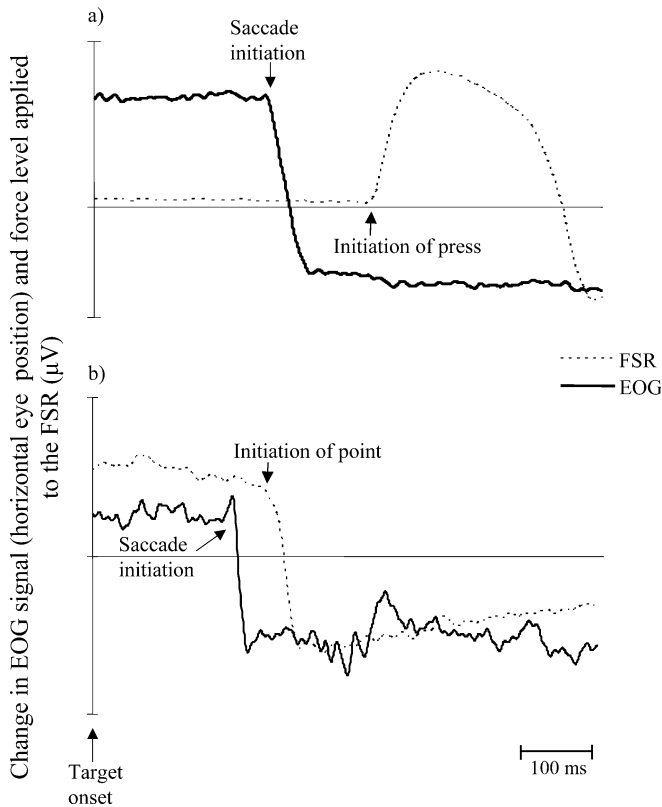 a)
Saccade
initiation
Initiation of press
Change in EOG signal (horizontal eye position) and force level applied
to the FSR (μV)
FSR
EOG
b)
Initiation of point
Saccade
initiation
Target
onset
100 ms